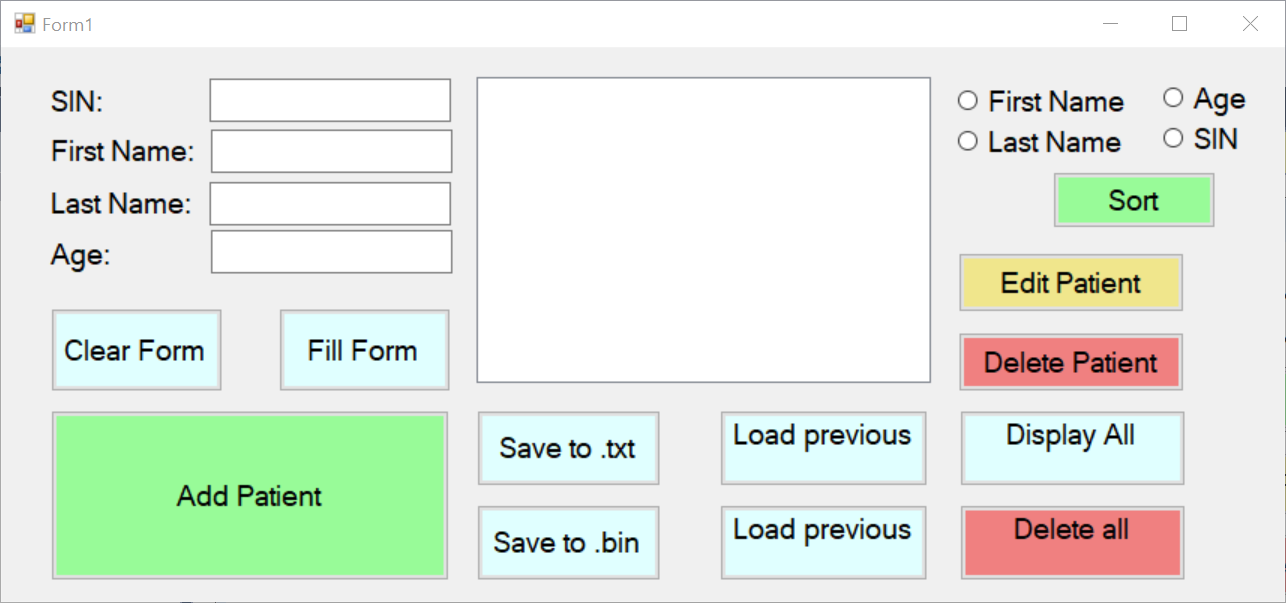 Form1
SIN:
First Name:
Last Name:
Age:
First Name
Age
Last Name
SIN
Sort
Edit Patient
Delete Patient
Clear Form
Fill Form
Add Patient
Save to .txt
Load previous
Display All
Save to .bin
Load previous
Delete all